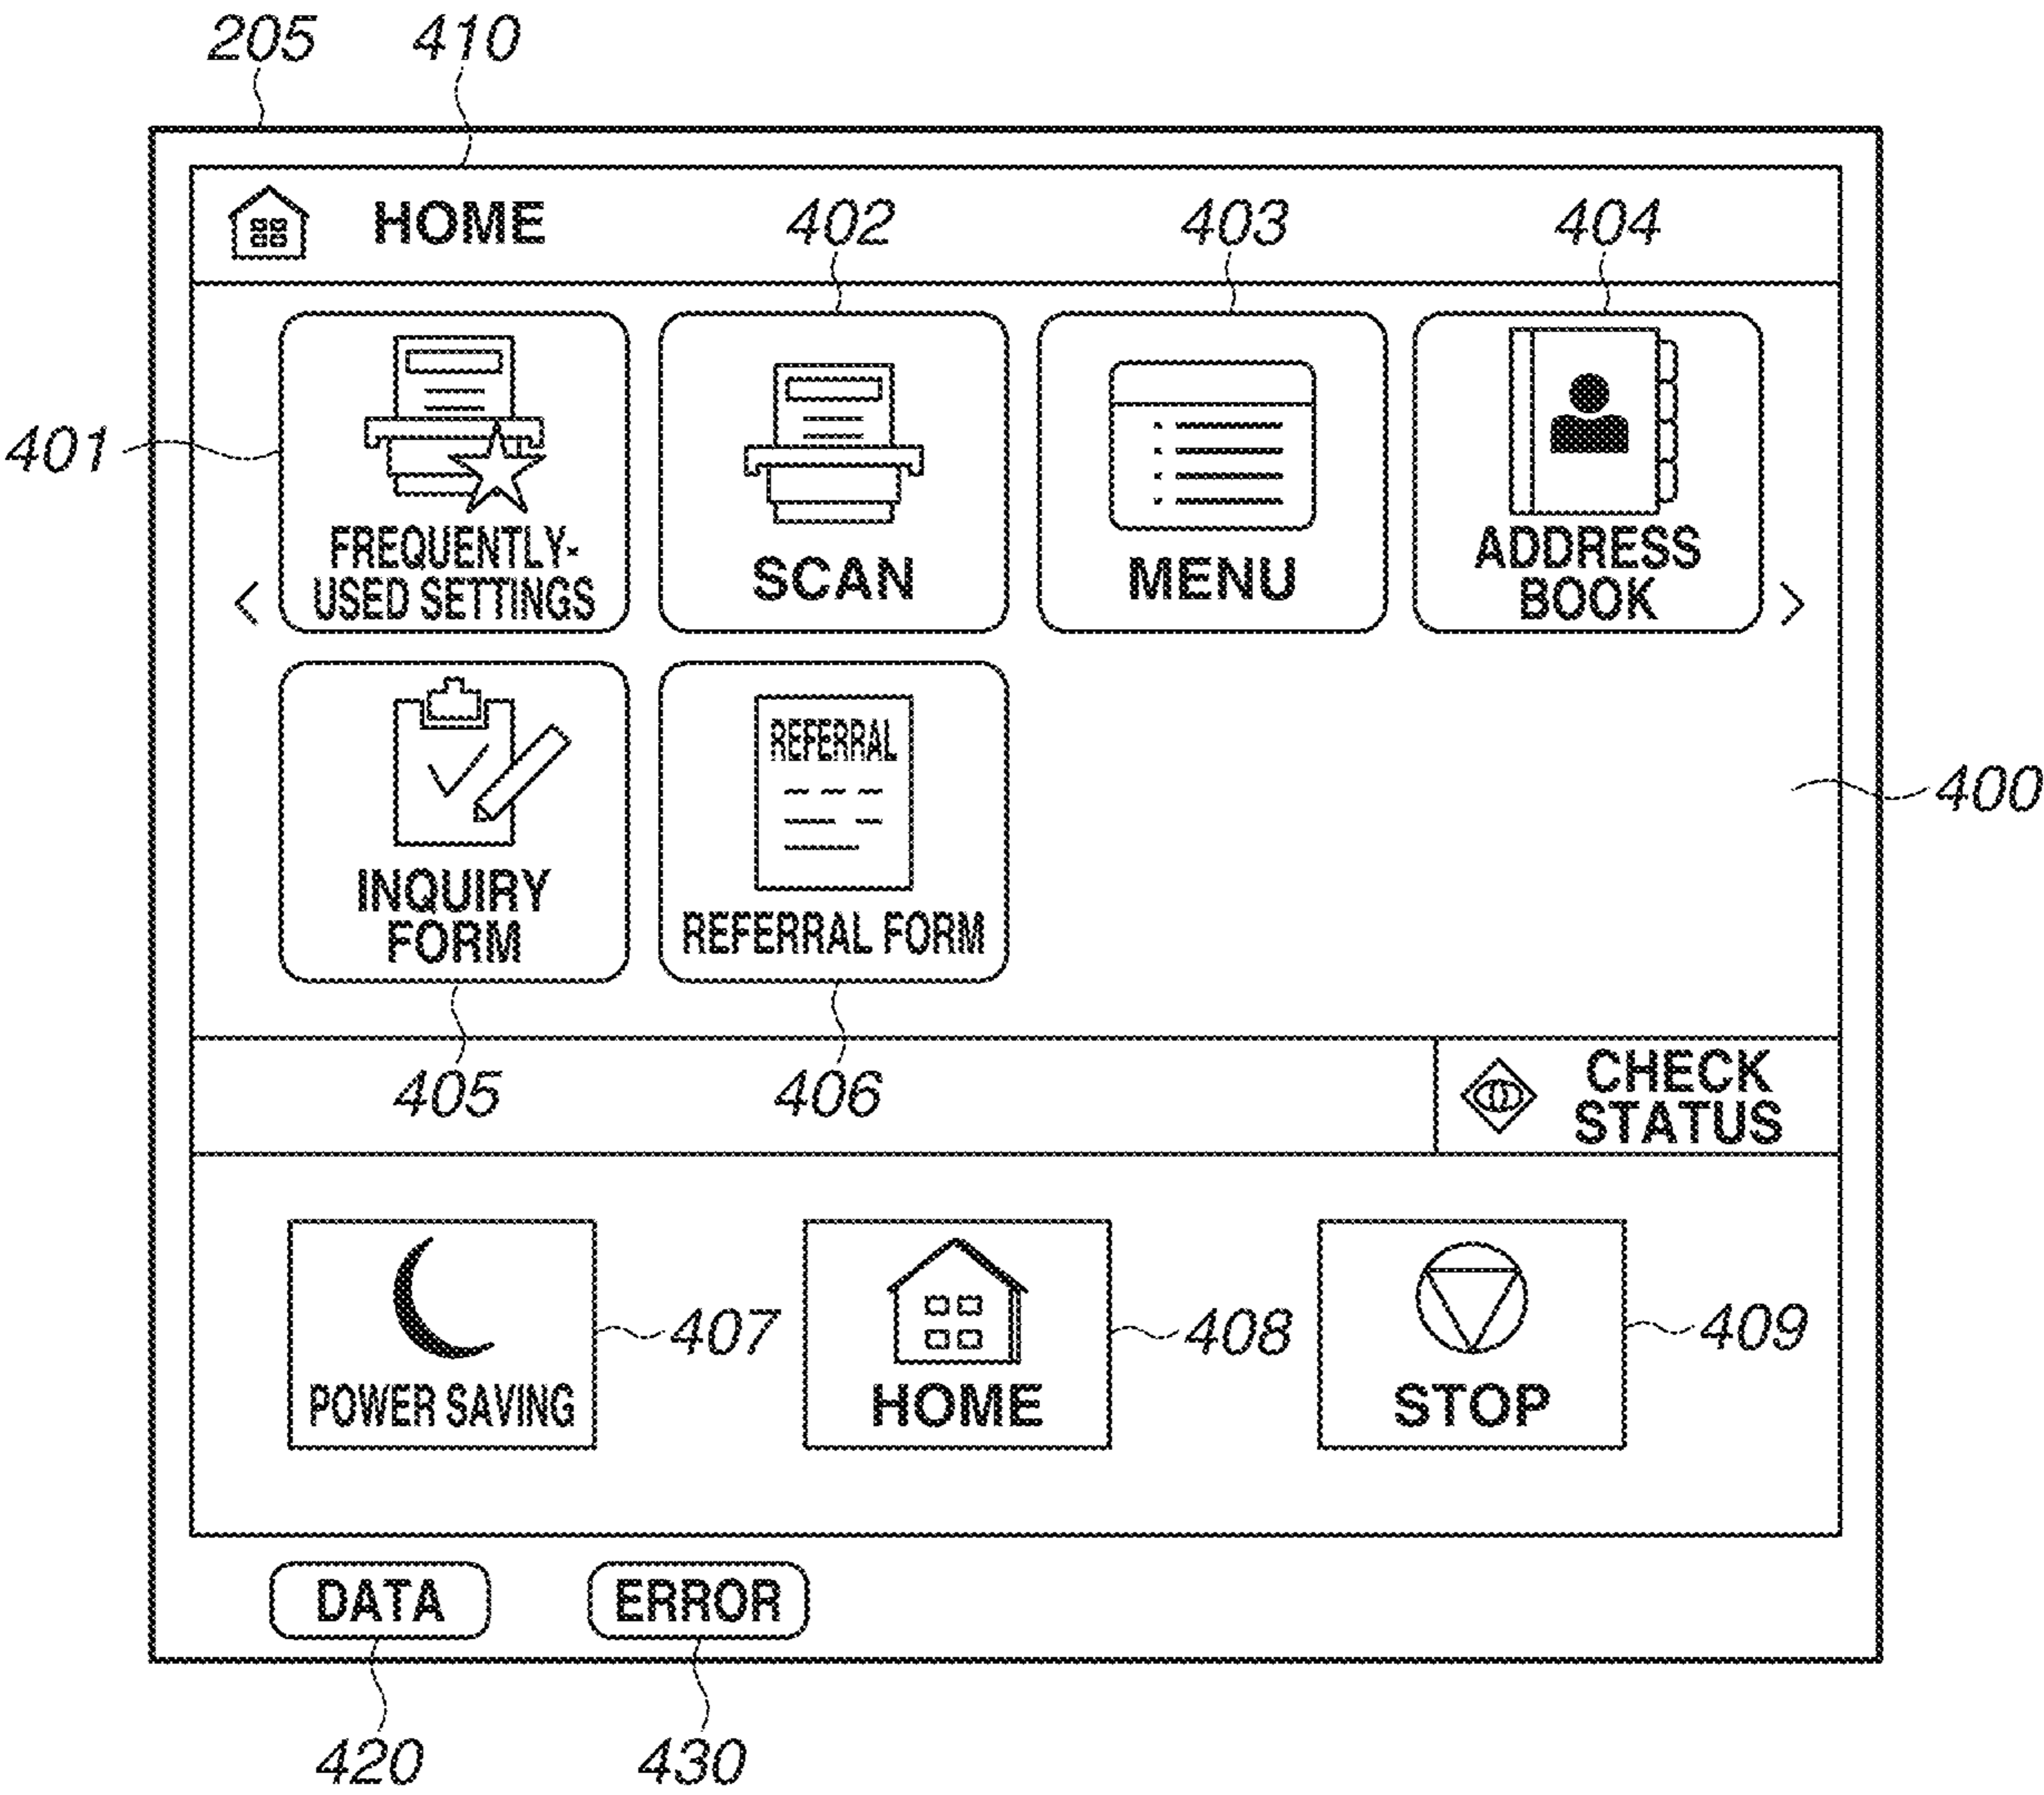 205 410
HOME
402 403 404
401
FREQUENTLY-
USED SETTINGS
SCAN
MENU
ADDRESS
BOOK
<
>
REFERRAL
400
INQUIRY
FORM
REFERRAL FORM
405 406
CHECK
STATUS
POWER SAVING
407
HOME
408
STOP
409
DATA
ERROR
420 430